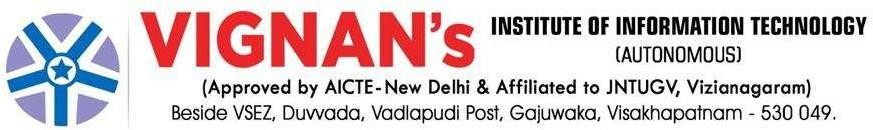 VIGNAN's INSTITUTE OF INFORMATION TECHNOLOGY
(AUTONOMOUS)
(Approved by AICTE-New Delhi & Affiliated to JNTUGV, Vizianagaram)
Beside VSEZ, Duvvada, Vadlapudi Post, Gajuwaka, Visakhapatnam - 530 049.